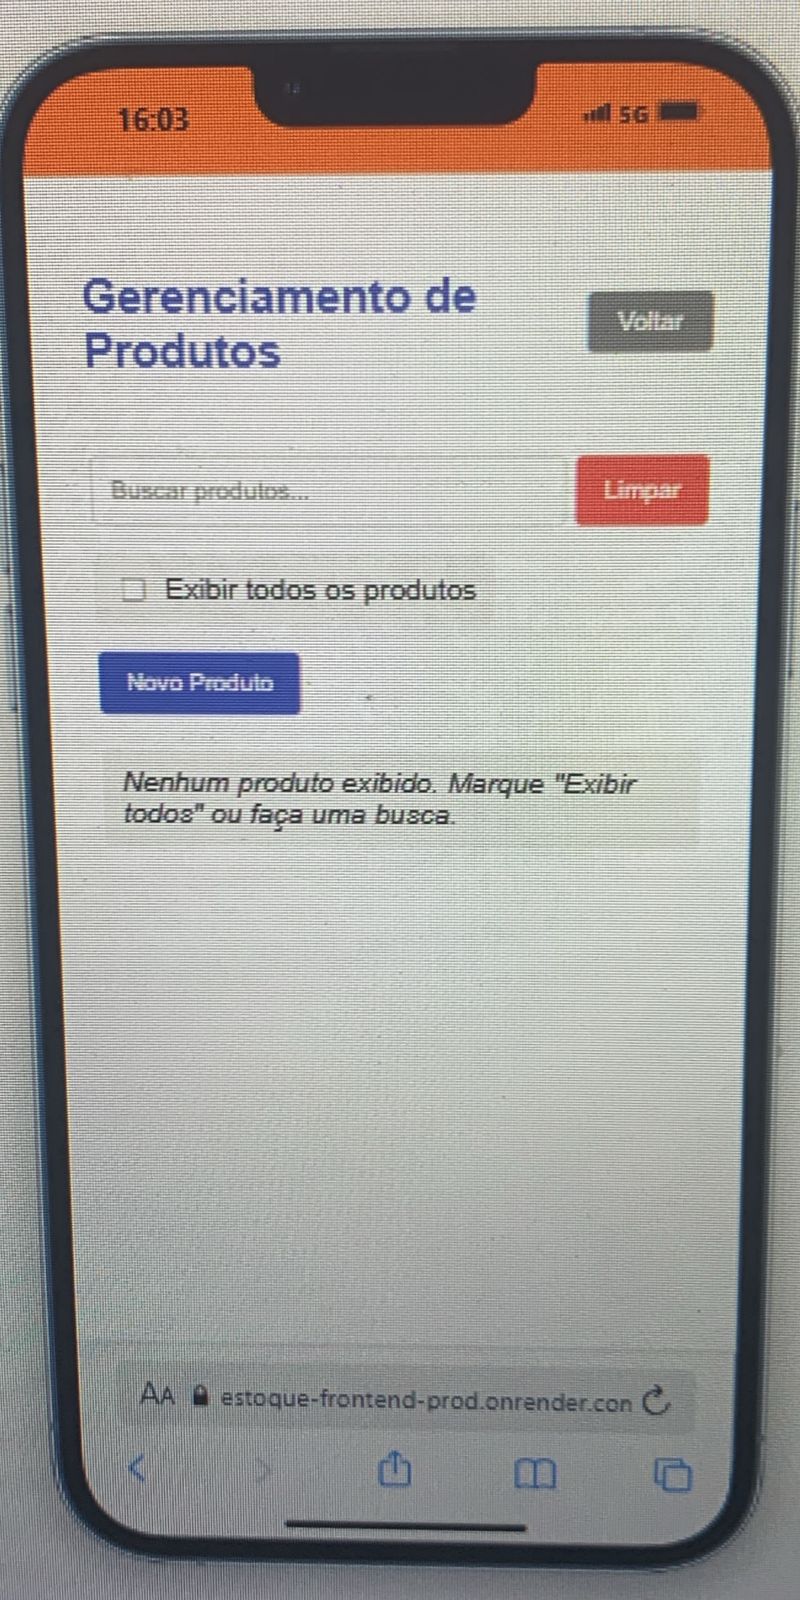 16:03
5G
Gerenciamento de
Produtos
Voltar
Buscar produtos...
Limpar
Exibir todos os produtos
Novo Produto
Nenhum produto exibido. Marque "Exibir
todos" ou faça uma busca.
AA estoque-frontend-prod.onrender.con